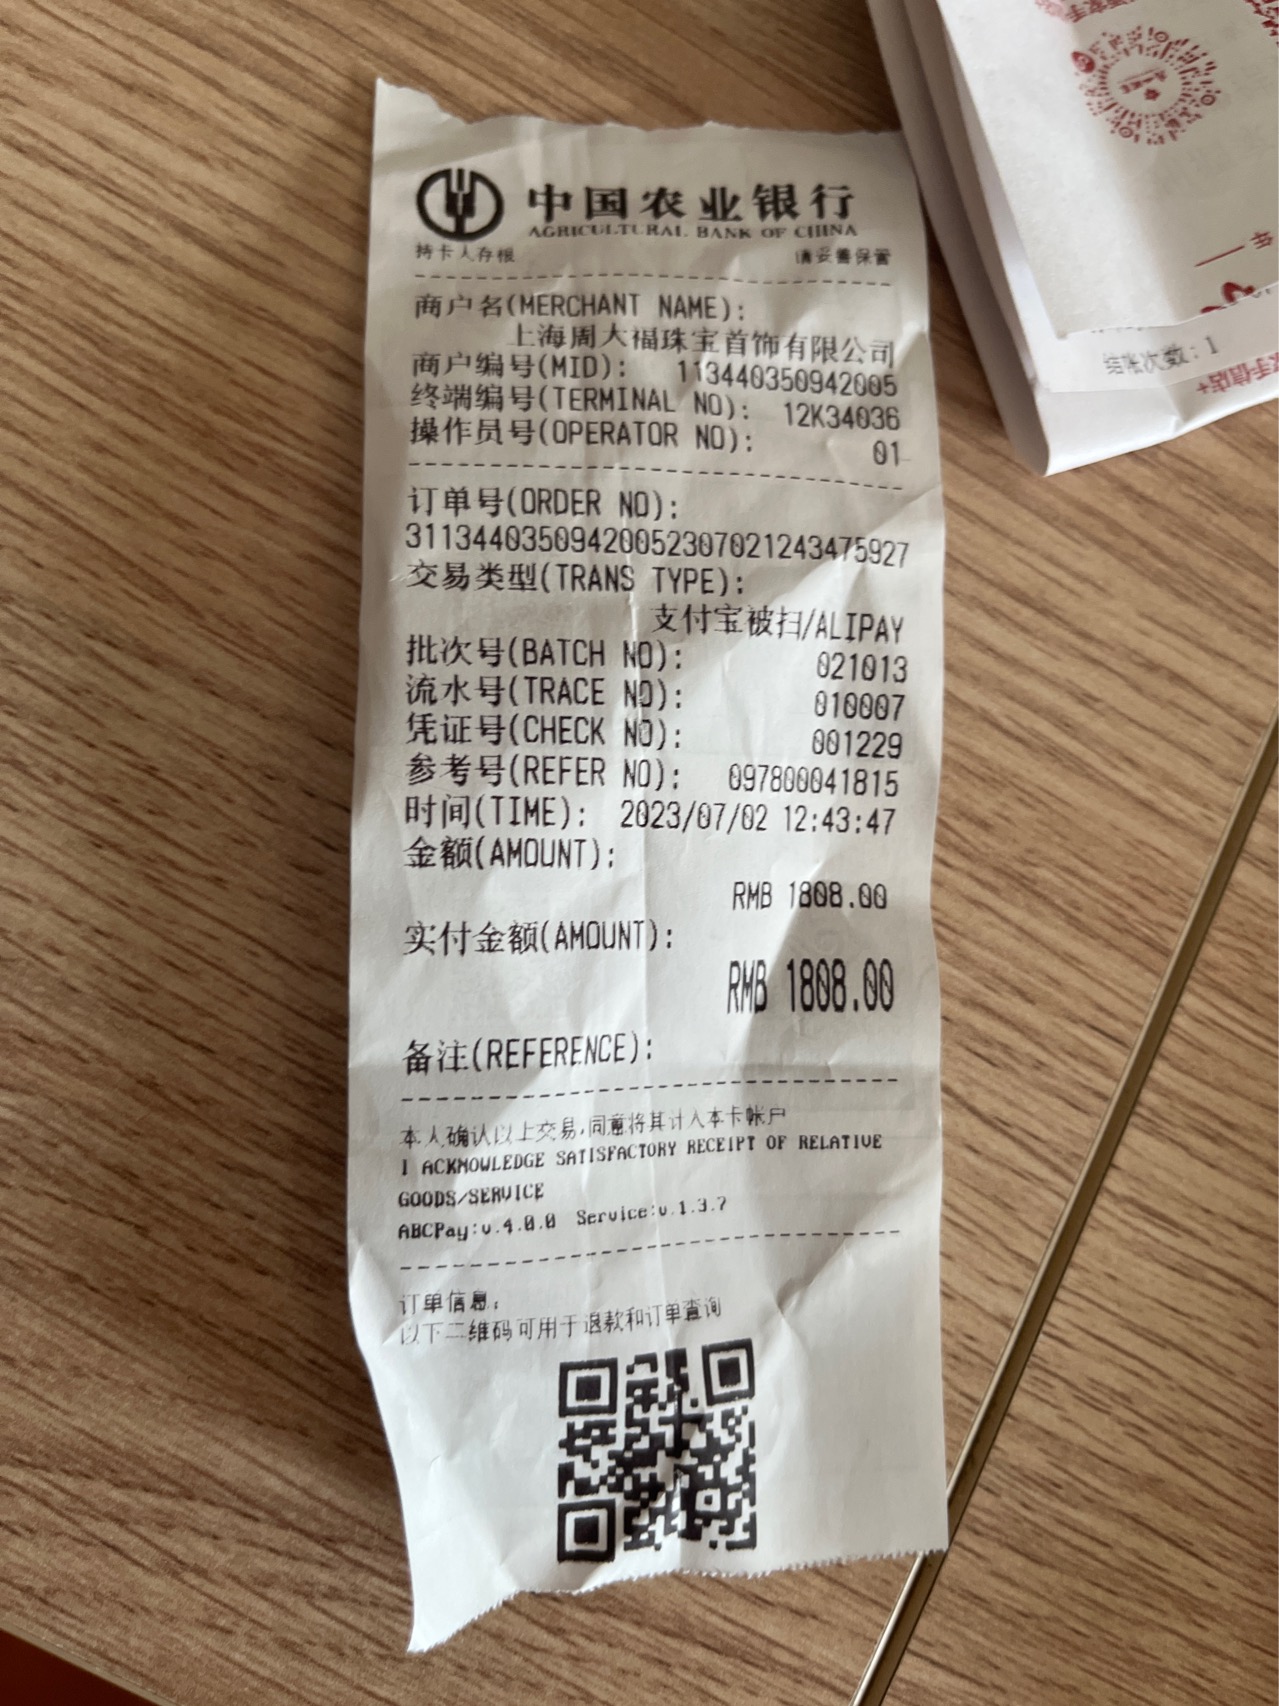 中国农业银行
AGRICULTURAL BANK OF CHINA
持卡人存根 请妥善保管
商户名(MERCHANT NAME):
上海周大福珠宝首饰有限公司
商户编号(MID): 113440350942005
终端编号(TERMINAL NO): 12K34036
操作员号(OPERATOR NO): 01
订单号(ORDER NO):
31134403509420052307021243475927
交易类型(TRANS TYPE):
支付宝被扫/ALIPAY
批次号(BATCH NO): 021013
流水号(TRACE NO): 010007
凭证号(CHECK NO): 001229
参考号(REFER NO): 097800041815
时间(TIME): 2023/07/02 12:43:47
金额(AMOUNT):
RMB 1808.00
实付金额(AMOUNT):
RMB 1808.00
备注(REFERENCE):
本人确认以上交易,同意将其计入本卡帐户
I ACKNOWLEDGE SATISFACTORY RECEIPT OF RELATIVE
GOODS/SERVICE
ABCPay:v.4.0.0 Service:v.1.3.7
订单信息:
以下二维码可用于退款和订单查询
结账次数:1